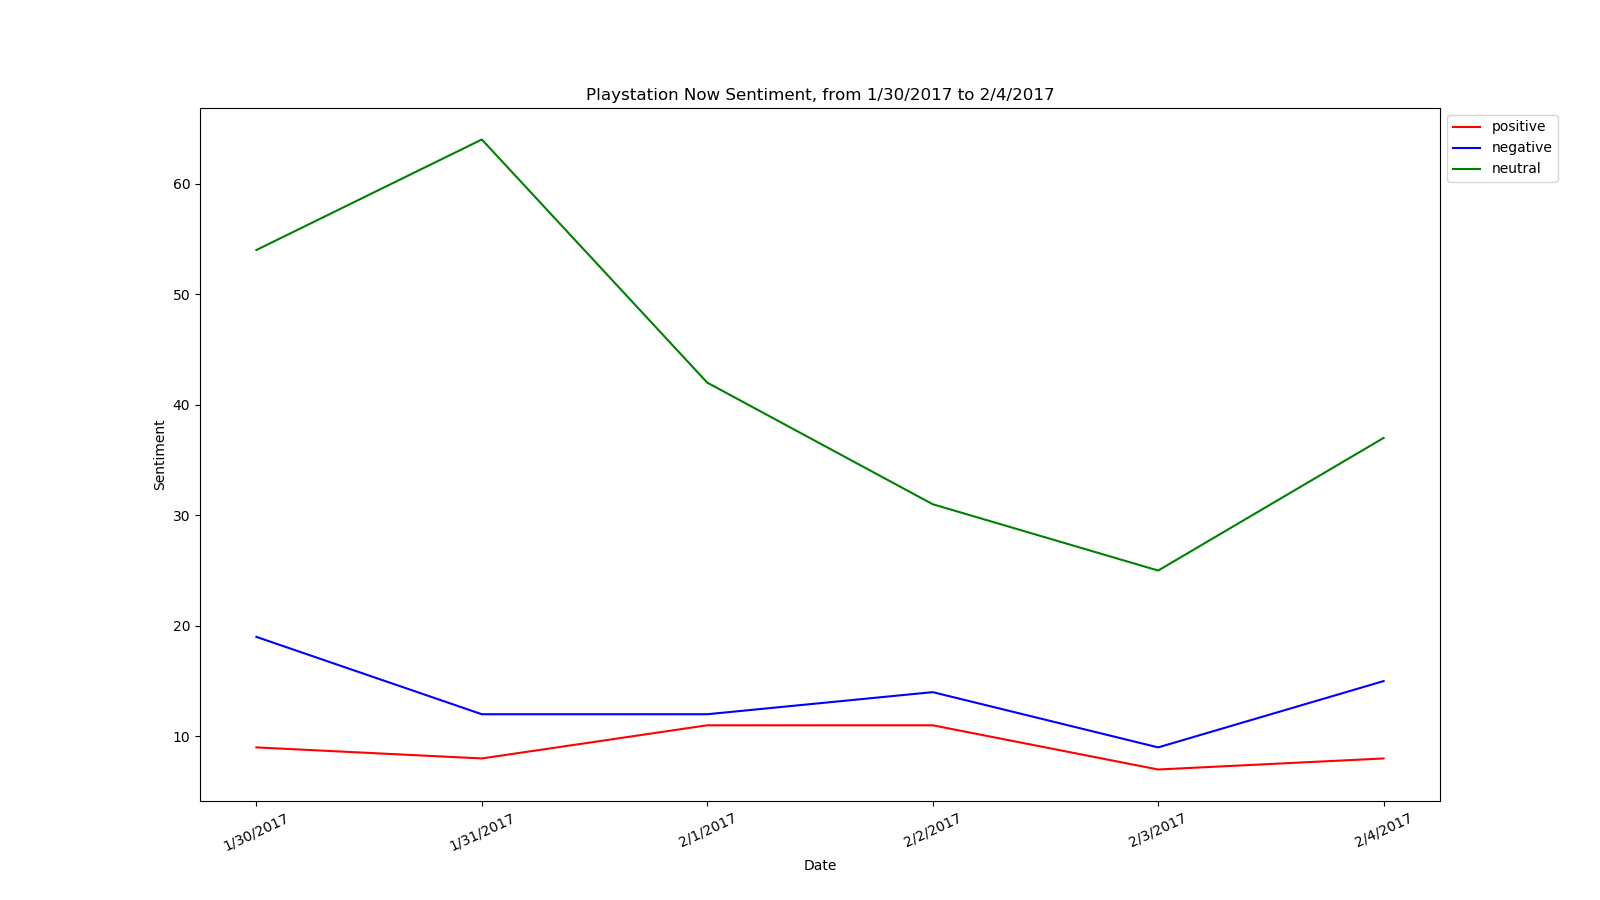 Playstation Now Sentiment, from 1/30/2017 to 2/4/2017
positive
negative
neutral
60
50
40
30
20
10
Sentiment
1/30/2017
1/31/2017
2/1/2017
2/2/2017
2/3/2017
2/4/2017
Date